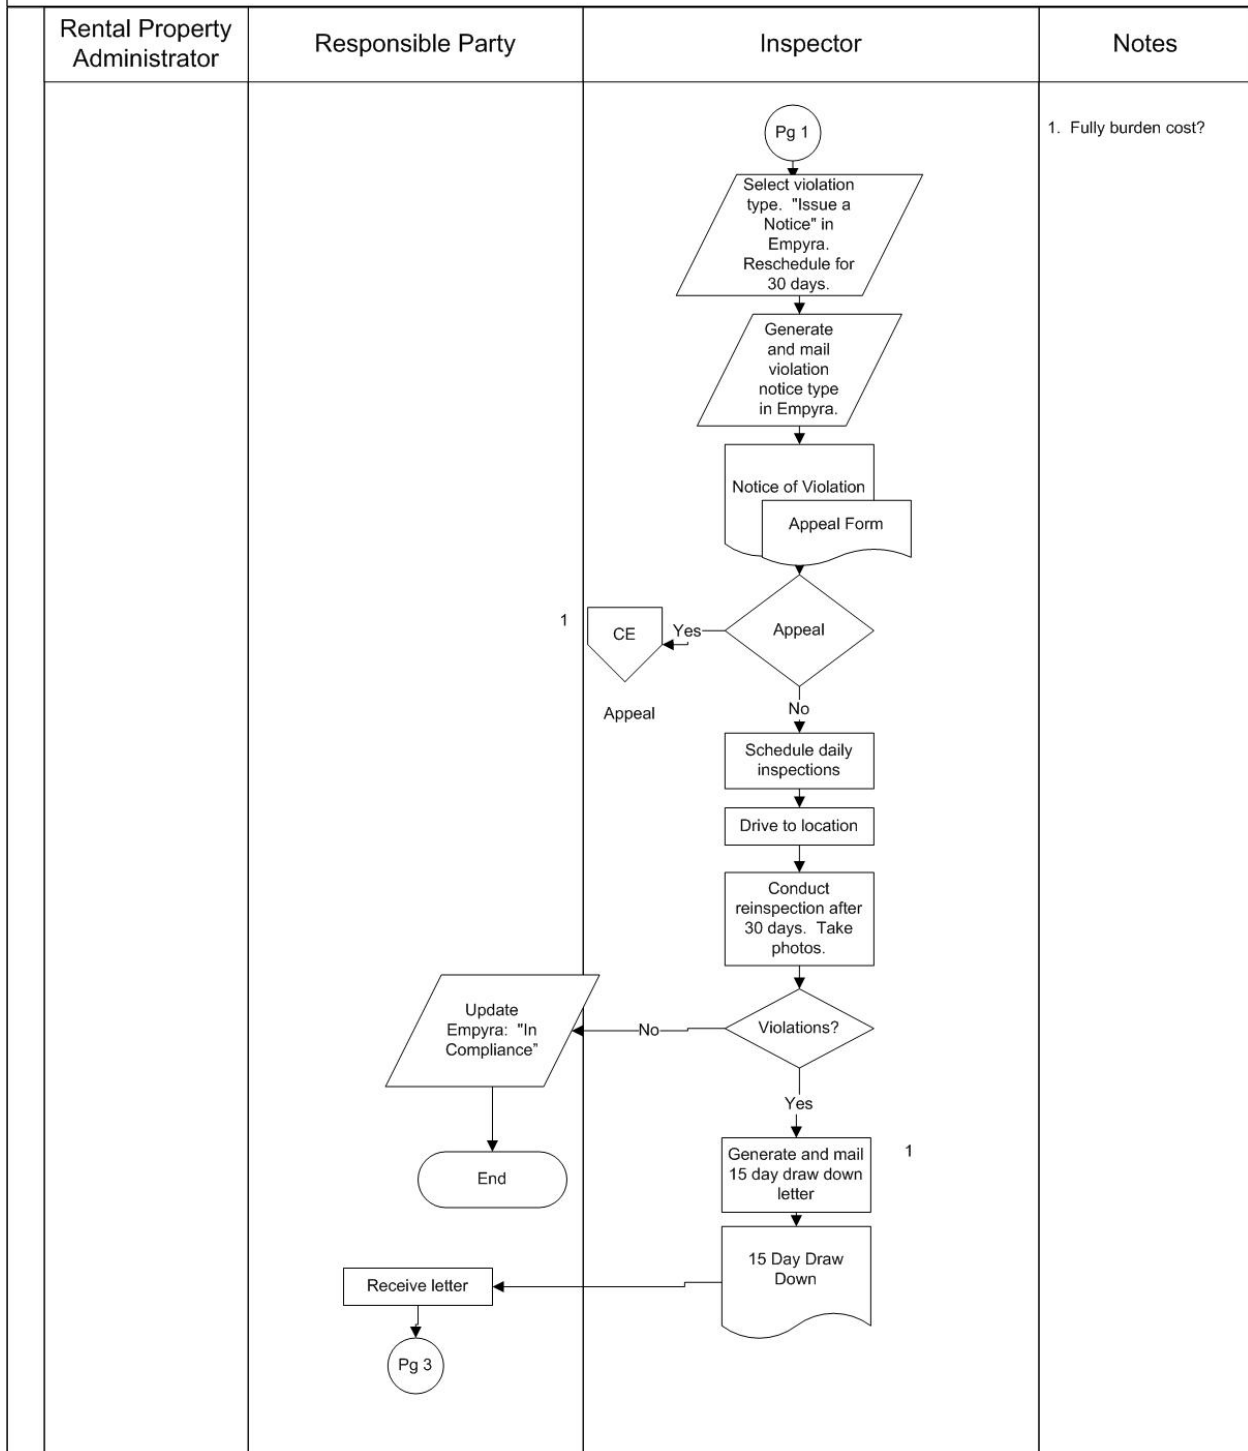 Rental Property
Administrator
Responsible Party
Inspector
Notes
Pg 1
1. Fully burden cost?
Select violation
type. "Issue a
Notice" in
Empyra.
Reschedule for
30 days.
Generate
and mail
violation
notice type
in Empyra.
Notice of Violation
Appeal Form
1
CE
Yes
Appeal
Appeal
No
Schedule daily
inspections
Drive to location
Conduct
reinspection after
30 days. Take
photos.
Update
Empyra: "In
Compliance”
No
Violations?
Yes
End
Generate and mail
15 day draw down
letter
1
15 Day Draw
Down
Receive letter
Pg 3